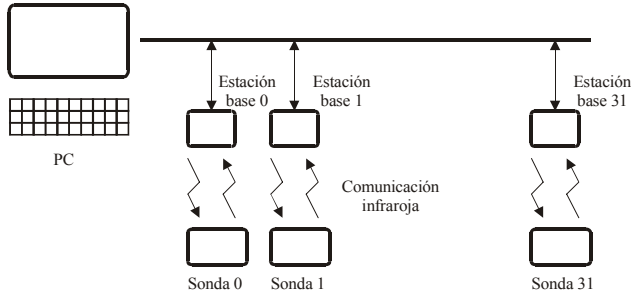 Estación
base 0
Estación
base 1
Estación
base 31
PC
Comunicación
infraroja
Sonda 0
Sonda 1
Sonda 31